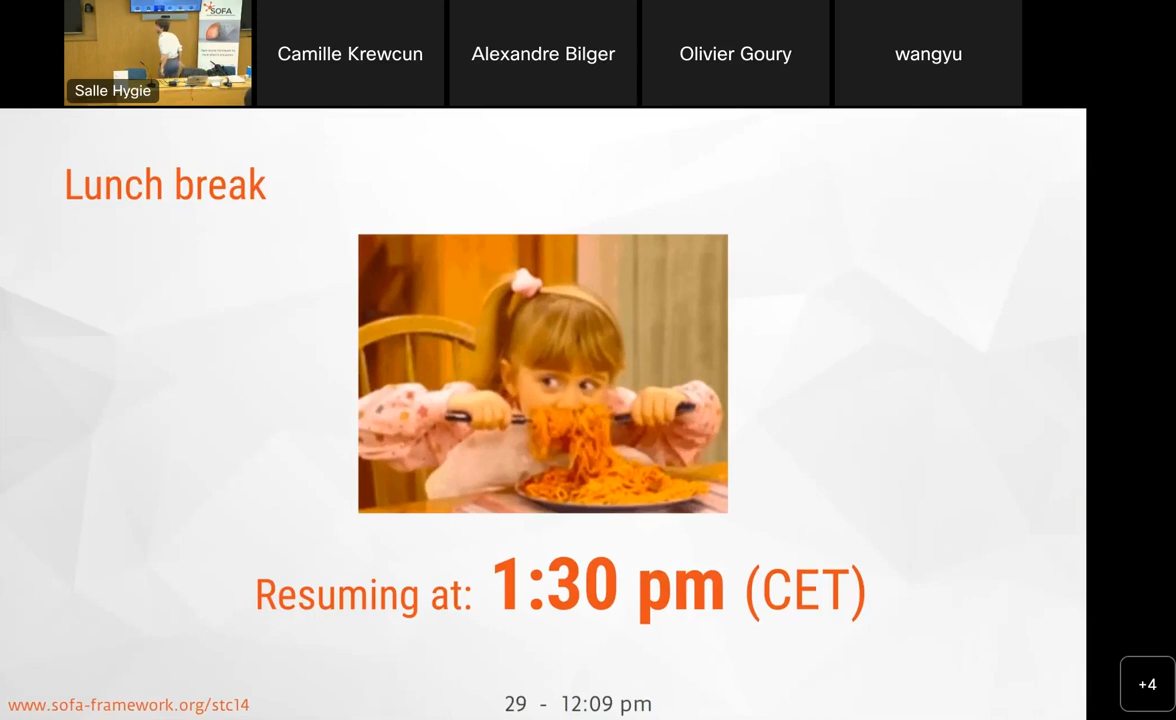 SOFA
Salle Hygie
Camille Krewcun
Alexandre Bilger
Olivier Goury
wangyu
Lunch break
Resuming at: 1:30 pm (CET)
www.sofa-framework.org/stc14
29 - 12:09 pm
+4